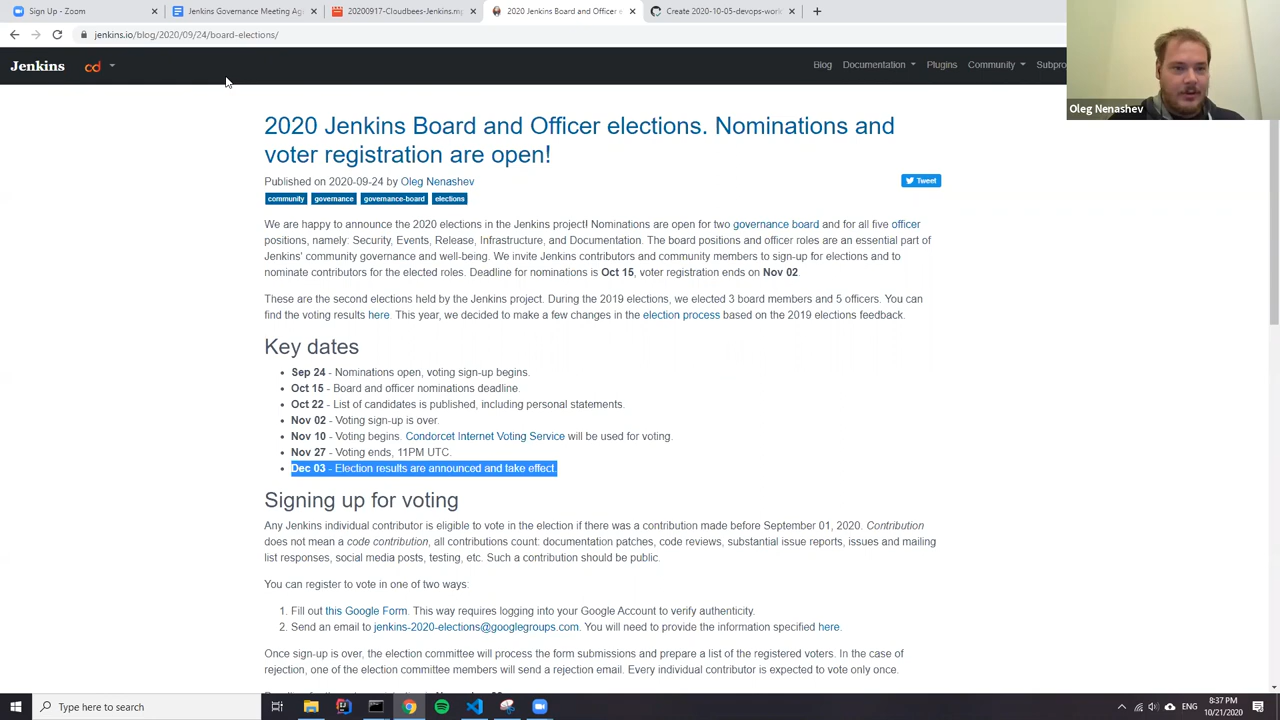 Sign Up - Zoom
Jenkins Governance Meeting Ag
20200917-Cloudbees-Jenkins.m
2020 Jenkins Board and Officer e
Create 2020-10-05-devops-work
jenkins.io/blog/2020/09/24/board-elections/
Jenkins
cd
Blog Documentation Plugins Community Subpro
Oleg Nenashev
2020 Jenkins Board and Officer elections. Nominations and
voter registration are open!
Published on 2020-09-24 by Oleg Nenashev
Tweet
community governance governance-board elections
We are happy to announce the 2020 elections in the Jenkins project! Nominations are open for two governance board and for all five officer
positions, namely: Security, Events, Release, Infrastructure, and Documentation. The board positions and officer roles are an essential part of
Jenkins' community governance and well-being. We invite Jenkins contributors and community members to sign-up for elections and to
nominate contributors for the elected roles. Deadline for nominations is Oct 15, voter registration ends on Nov 02.
These are the second elections held by the Jenkins project. During the 2019 elections, we elected 3 board members and 5 officers. You can
find the voting results here. This year, we decided to make a few changes in the election process based on the 2019 elections feedback.
Key dates
• Sep 24 - Nominations open, voting sign-up begins.
• Oct 15 - Board and officer nominations deadline.
• Oct 22 - List of candidates is published, including personal statements.
• Nov 02 - Voting sign-up is over.
• Nov 10 - Voting begins. Condorcet Internet Voting Service will be used for voting.
• Nov 27 - Voting ends, 11PM UTC.
• Dec 03 - Election results are announced and take effect.
Signing up for voting
Any Jenkins individual contributor is eligible to vote in the election if there was a contribution made before September 01, 2020. Contribution
does not mean a code contribution, all contributions count: documentation patches, code reviews, substantial issue reports, issues and mailing
list responses, social media posts, testing, etc. Such a contribution should be public.
You can register to vote in one of two ways:
1. Fill out this Google Form. This way requires logging into your Google Account to verify authenticity.
2. Send an email to jenkins-2020-elections@googlegroups.com. You will need to provide the information specified here.
Once sign-up is over, the election committee will process the form submissions and prepare a list of the registered voters. In the case of
rejection, one of the election committee members will send a rejection email. Every individual contributor is expected to vote only once.
Type here to search
ENG
8:37 PM
10/21/2020